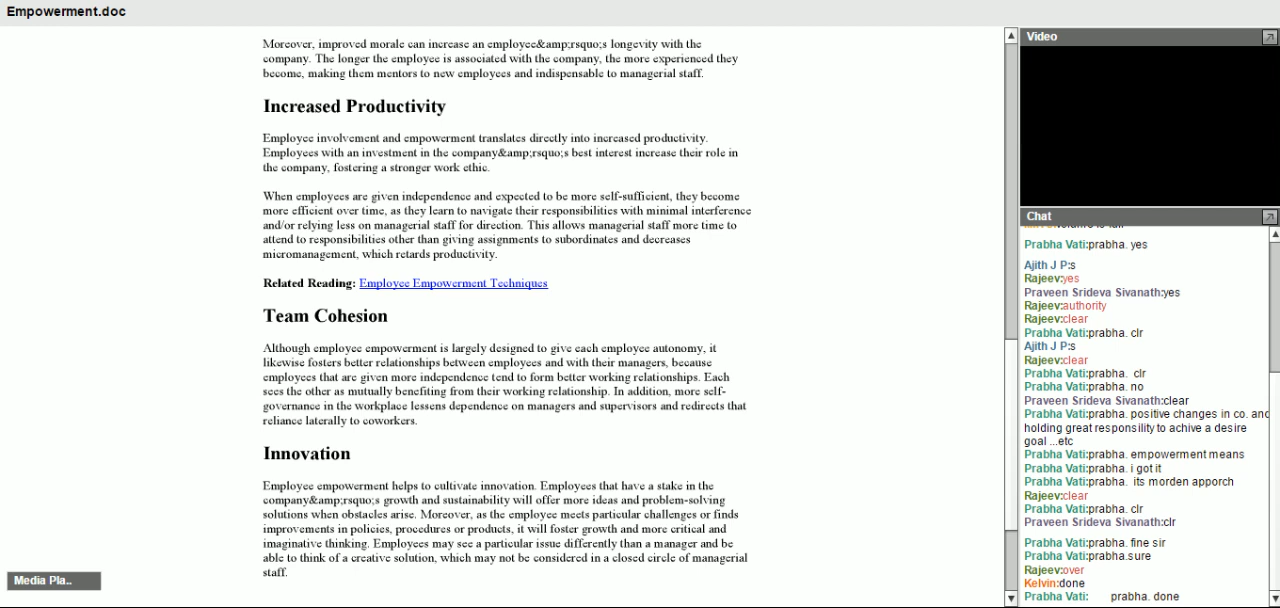 Empowerment.doc
Moreover, improved morale can increase an employee&amp;rsquo;s longevity with the
company. The longer the employee is associated with the company, the more experienced they
become, making them mentors to new employees and indispensable to managerial staff.
Increased Productivity
Employee involvement and empowerment translates directly into increased productivity.
Employees with an investment in the company&amp;rsquo;s best interest increase their role in
the company, fostering a stronger work ethic.
When employees are given independence and expected to be more self-sufficient, they become
more efficient over time, as they learn to navigate their responsibilities with minimal interference
and/or relying less on managerial staff for direction. This allows managerial staff more time to
attend to responsibilities other than giving assignments to subordinates and decreases
micromanagement, which retards productivity.
Related Reading: Employee Empowerment Techniques
Team Cohesion
Although employee empowerment is largely designed to give each employee autonomy, it
likewise fosters better relationships between employees and with their managers, because
employees that are given more independence tend to form better working relationships. Each
sees the other as mutually benefiting from their working relationship. In addition, more self-
governance in the workplace lessens dependence on managers and supervisors and redirects that
reliance laterally to coworkers.
Innovation
Employee empowerment helps to cultivate innovation. Employees that have a stake in the
company&amp;rsquo;s growth and sustainability will offer more ideas and problem-solving
solutions when obstacles arise. Moreover, as the employee meets particular challenges or finds
improvements in policies, procedures or products, it will foster growth and more critical and
imaginative thinking. Employees may see a particular issue differently than a manager and be
able to think of a creative solution, which may not be considered in a closed circle of managerial
staff.
Media Pla..
Video
Chat
Prabha Vati:prabha. yes
Ajith J P:s
Rajeev:yes
Praveen Srideva Sivanath:yes
Rajeev:authority
Rajeev:clear
Prabha Vati:prabha. clr
Ajith J P:s
Rajeev:clear
Prabha Vati:prabha. clr
Prabha Vati:prabha. no
Praveen Srideva Sivanath:clear
Prabha Vati:prabha. positive changes in co. and
holding great responsility to achive a desire
goal ...etc
Prabha Vati:prabha. empowerment means
Prabha Vati:prabha. i got it
Prabha Vati:prabha. its morden apporch
Rajeev:clear
Prabha Vati:prabha. clr
Praveen Srideva Sivanath:clr
Prabha Vati:prabha. fine sir
Prabha Vati:prabha.sure
Rajeev:over
Kelvin:done
Prabha Vati: prabha. done